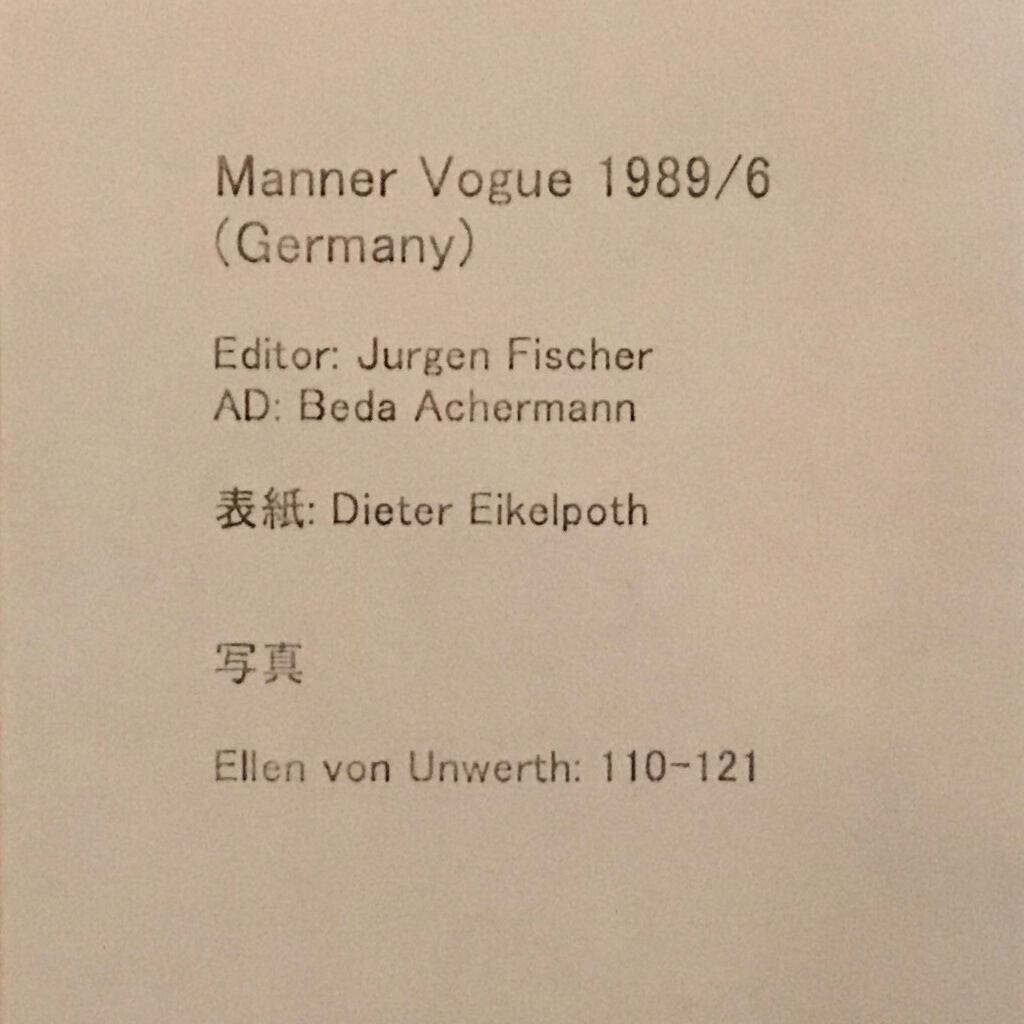 Manner Vogue 1989/6
(Germany)
Editor: Jurgen Fischer
AD: Beda Achermann
表紙: Dieter Eikelpoth
写真
Ellen von Unwerth: 110-121